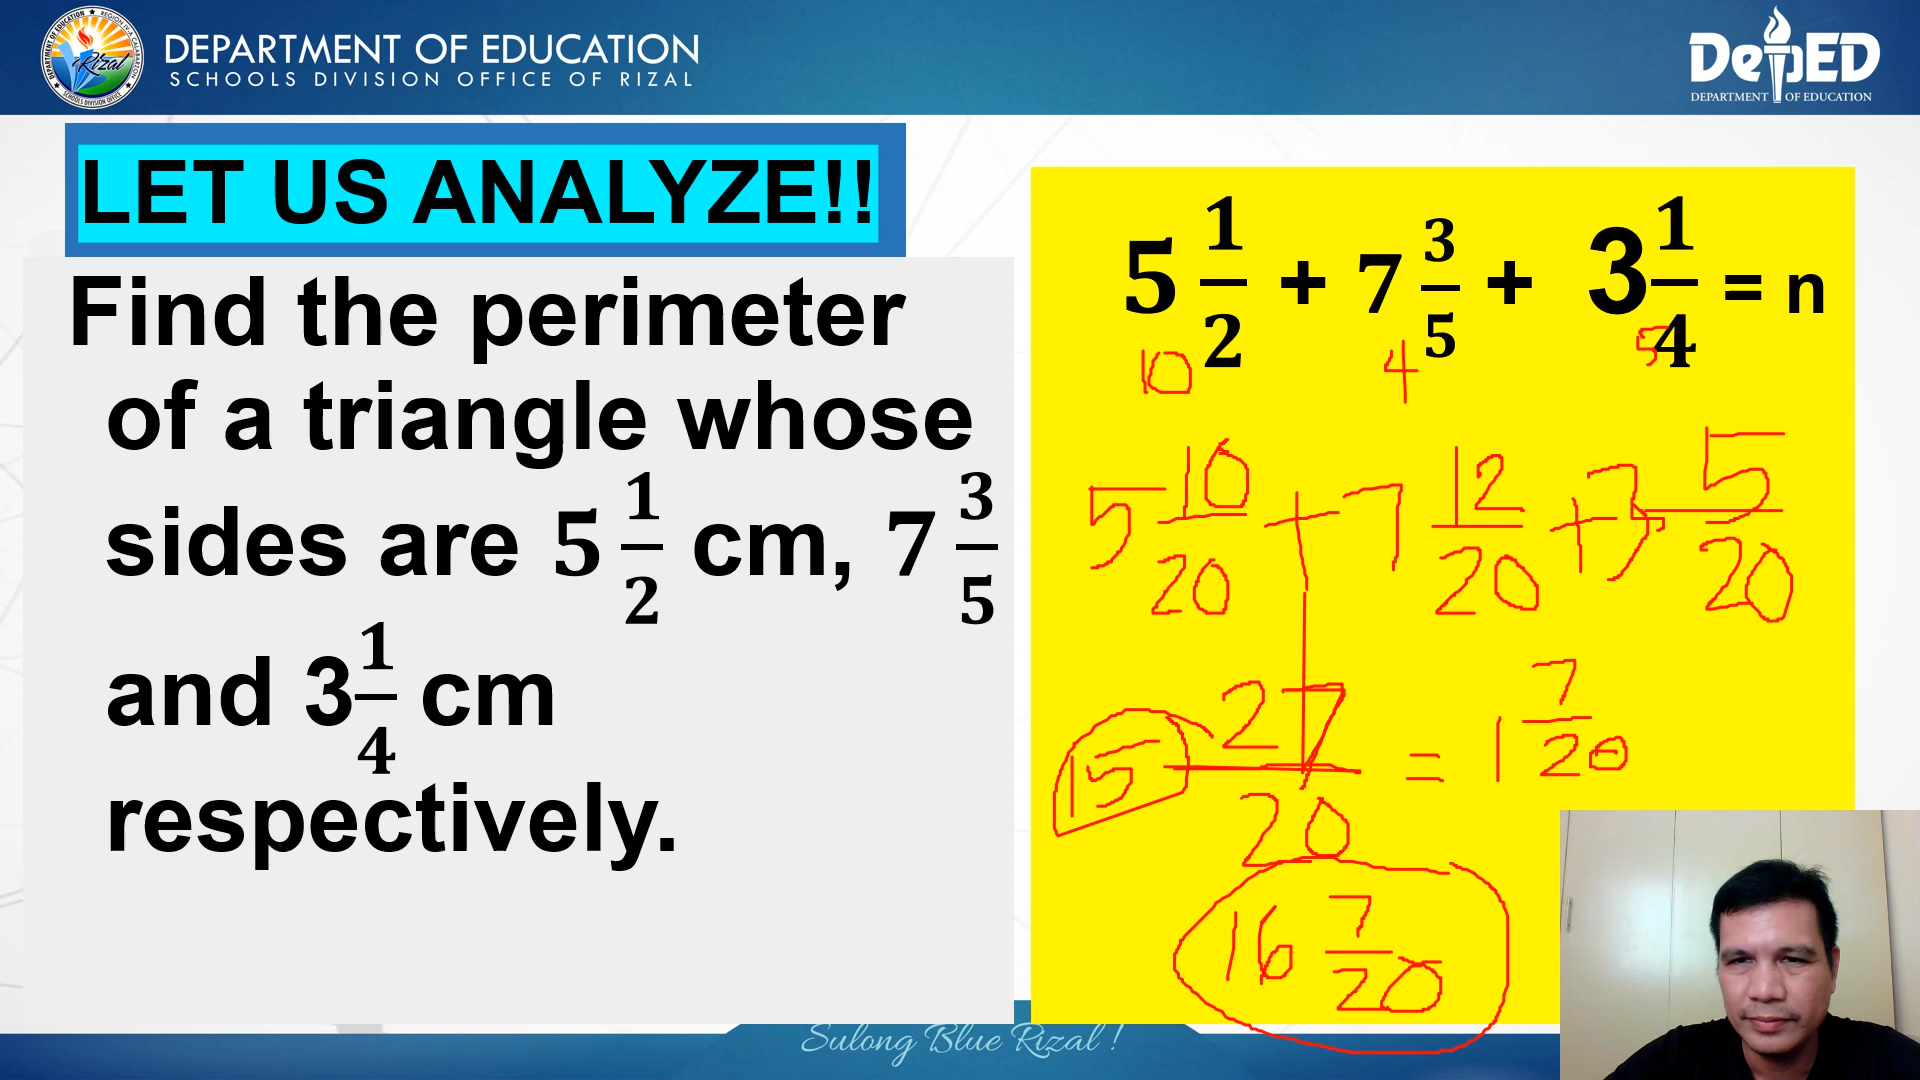 DEPARTMENT OF EDUCATION
SCHOOLS DIVISION OFFICE OF RIZAL
DepED
DEPARTMENT OF EDUCATION
LET US ANALYZE!!
Find the perimeter
of a triangle whose
sides are 5 1/2 cm, 7 3/5
and 3 1/4 cm
respectively.
5 1/2 + 7 3/5 + 3 1/4 = n
10 4 5
5 10/20 + 7 12/20 + 3 5/20
15 27/20 = 1 7/20
16 7/20
Sulong Blue Rizal !